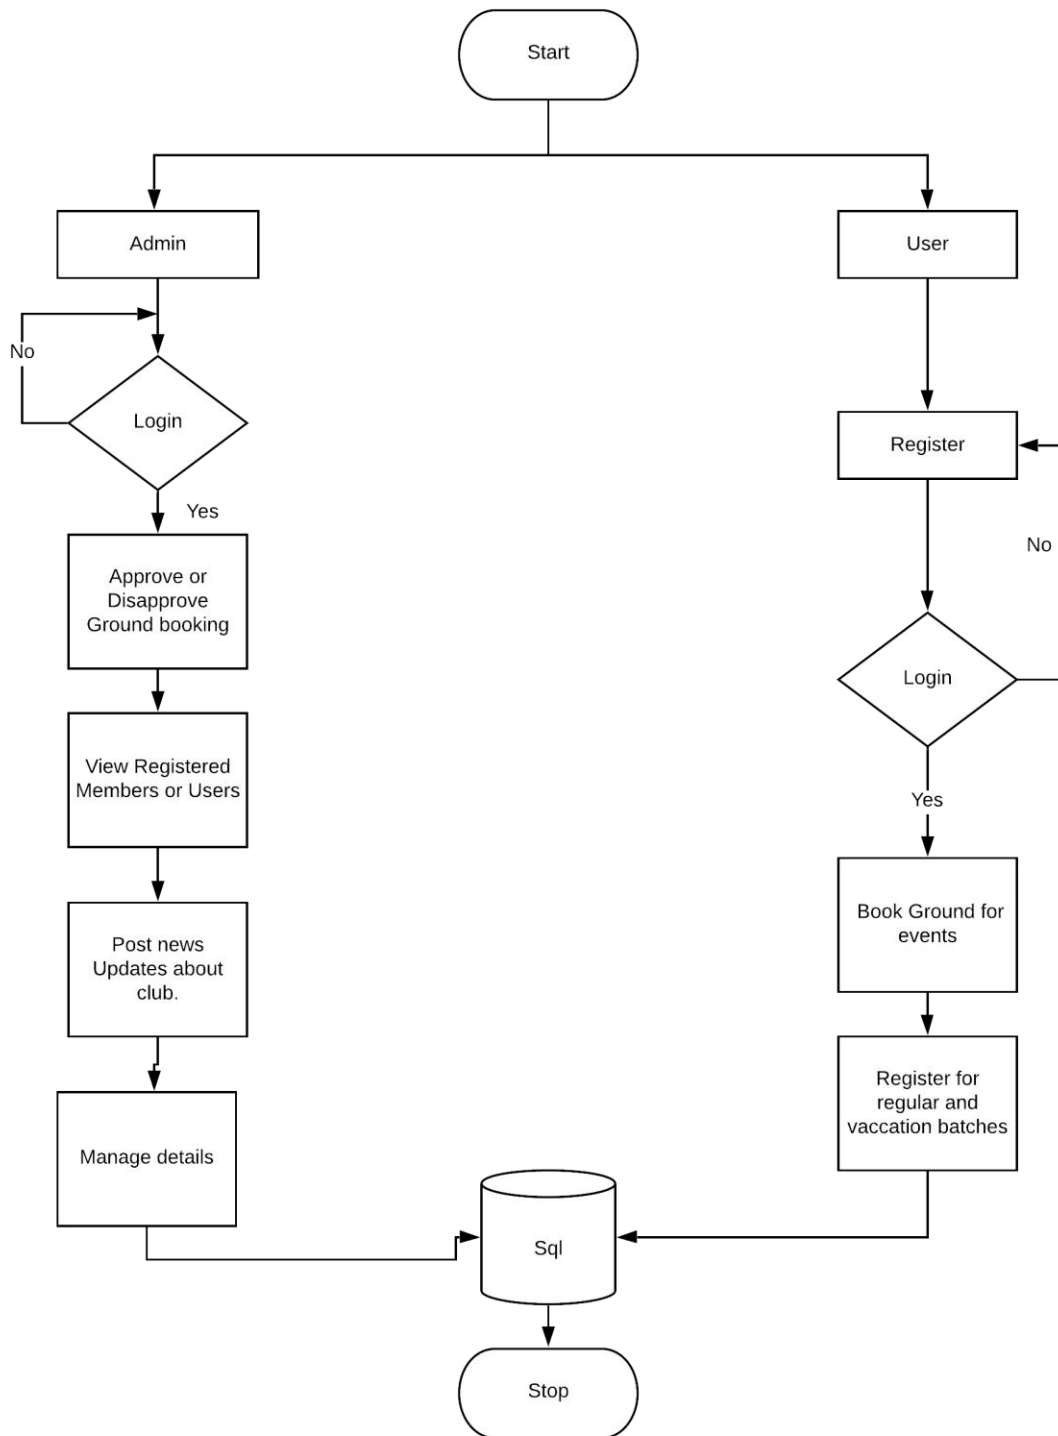 Start
Admin
User
No
Login
Register
Yes
No
Approve or
Disapprove
Ground booking
Login
View Registered
Members or Users
Yes
Book Ground for
events
Post news
Updates about
club.
Register for
regular and
vaccation batches
Manage details
Sql
Stop